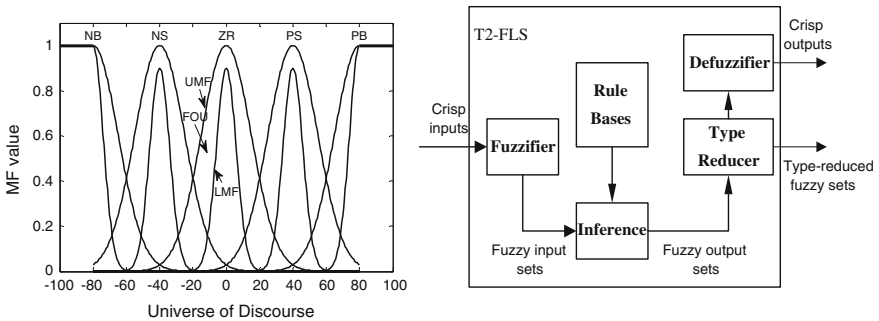 NB NS ZR PS PB
1
0.8
0.6
0.4
0.2
0
UMF
FOU
LMF
MF value
-100 -80 -60 -40 -20 0 20 40 60 80 100
Universe of Discourse
T2-FLS
Crisp
inputs
Fuzzifier
Rule
Bases
Inference
Fuzzy input
sets
Fuzzy output
sets
Defuzzifier
Type
Reducer
Crisp
outputs
Type-reduced
fuzzy sets